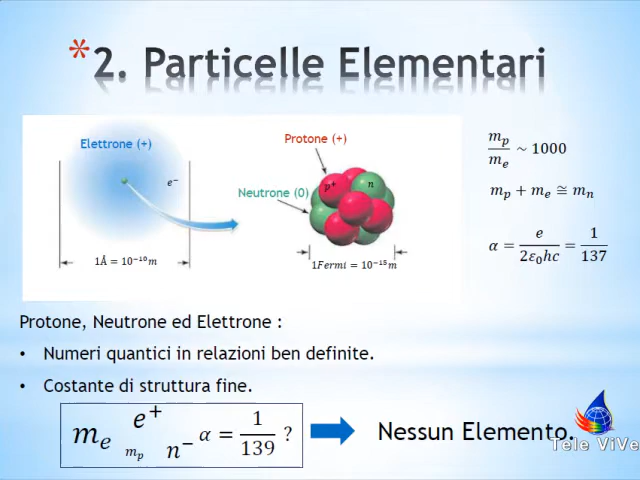 *2. Particelle Elementari
Elettrone (+)
e⁻
1Å = 10⁻¹⁰m
Protone (+)
Neutrone (0)
p⁺
n
1Fermi = 10⁻¹⁵m
m_p/m_e ~ 1000
m_p + m_e ≅ m_n
α = e/2ε₀hc = 1/137
Protone, Neutrone ed Elettrone :
• Numeri quantici in relazioni ben definite.
• Costante di struttura fine.
m_e e⁺ m_p n⁻ α = 1/139 ?
Nessun Elemento.
Tele ViVe